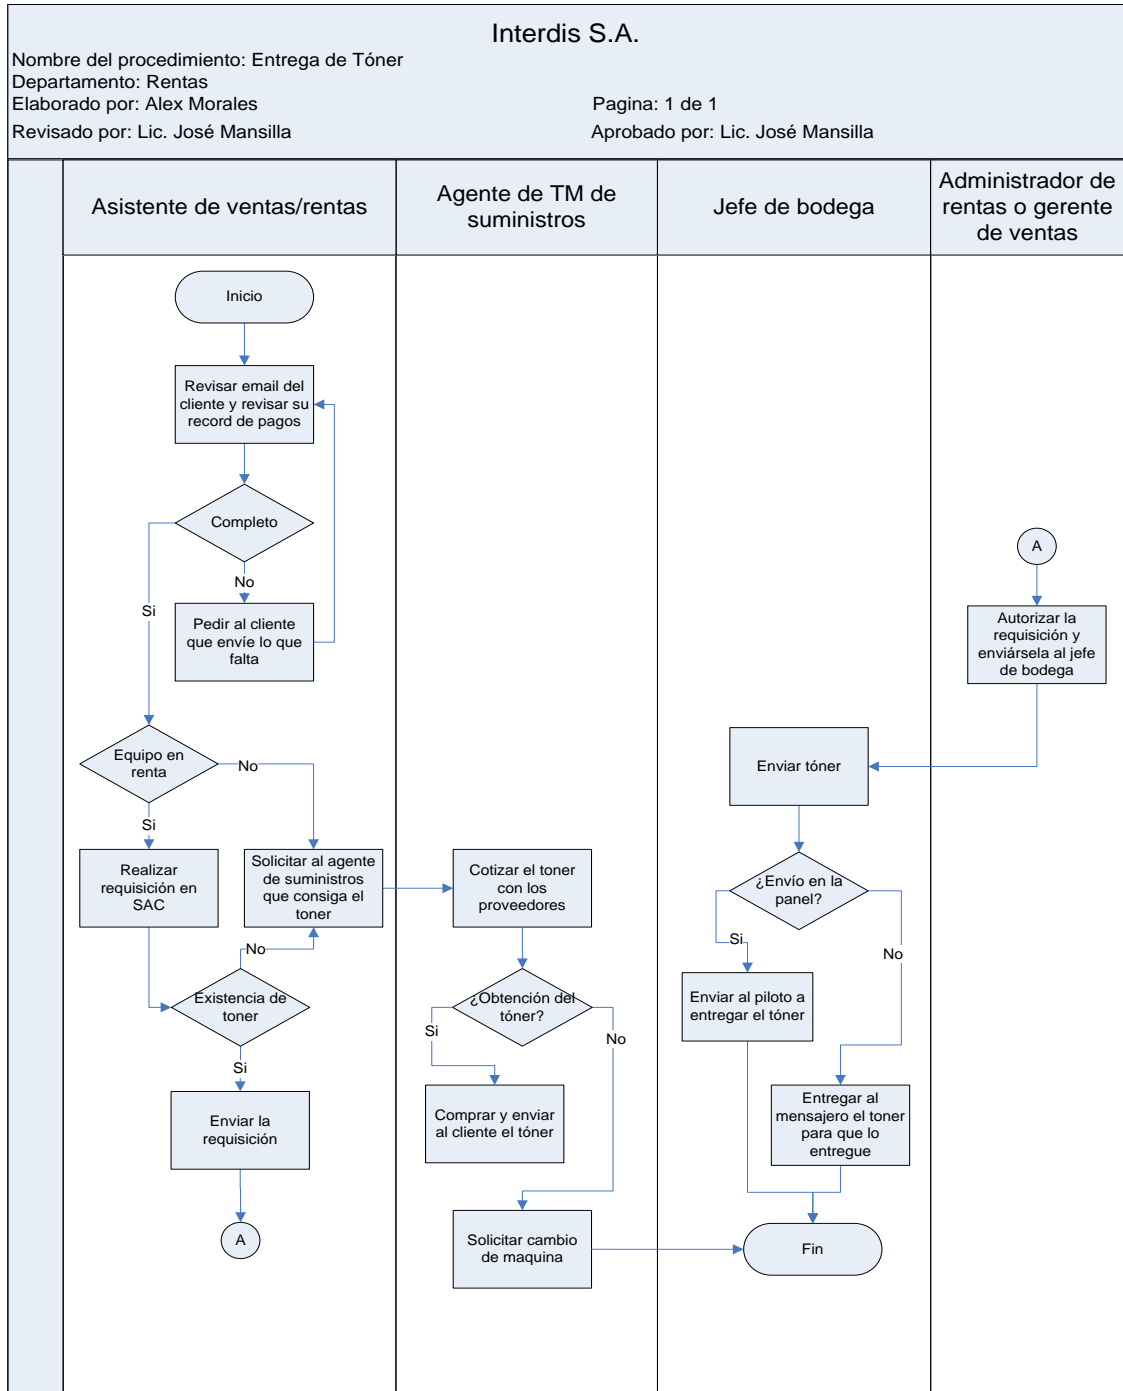 Interdis S.A.
Nombre del procedimiento: Entrega de Tóner
Departamento: Rentas
Elaborado por: Alex Morales
Pagina: 1 de 1
Revisado por: Lic. José Mansilla
Aprobado por: Lic. José Mansilla
Asistente de ventas/rentas
Agente de TM de
suministros
Jefe de bodega
Administrador de
rentas o gerente
de ventas
Inicio
Revisar email del
cliente y revisar su
record de pagos
Completo
No
Si
Pedir al cliente
que envíe lo que
falta
Equipo en
renta
No
Si
Realizar
requisición en
SAC
Solicitar al agente
de suministros
que consiga el
toner
No
Existencia de
toner
Si
Enviar la
requisición
A
Cotizar el toner
con los
proveedores
¿Obtención del
tóner?
Si
No
Comprar y enviar
al cliente el tóner
Solicitar cambio
de maquina
A
Autorizar la
requisición y
enviársela al jefe
de bodega
Enviar tóner
¿Envío en la
panel?
Si
No
Enviar al piloto a
entregar el tóner
Entregar al
mensajero el toner
para que lo
entregue
Fin